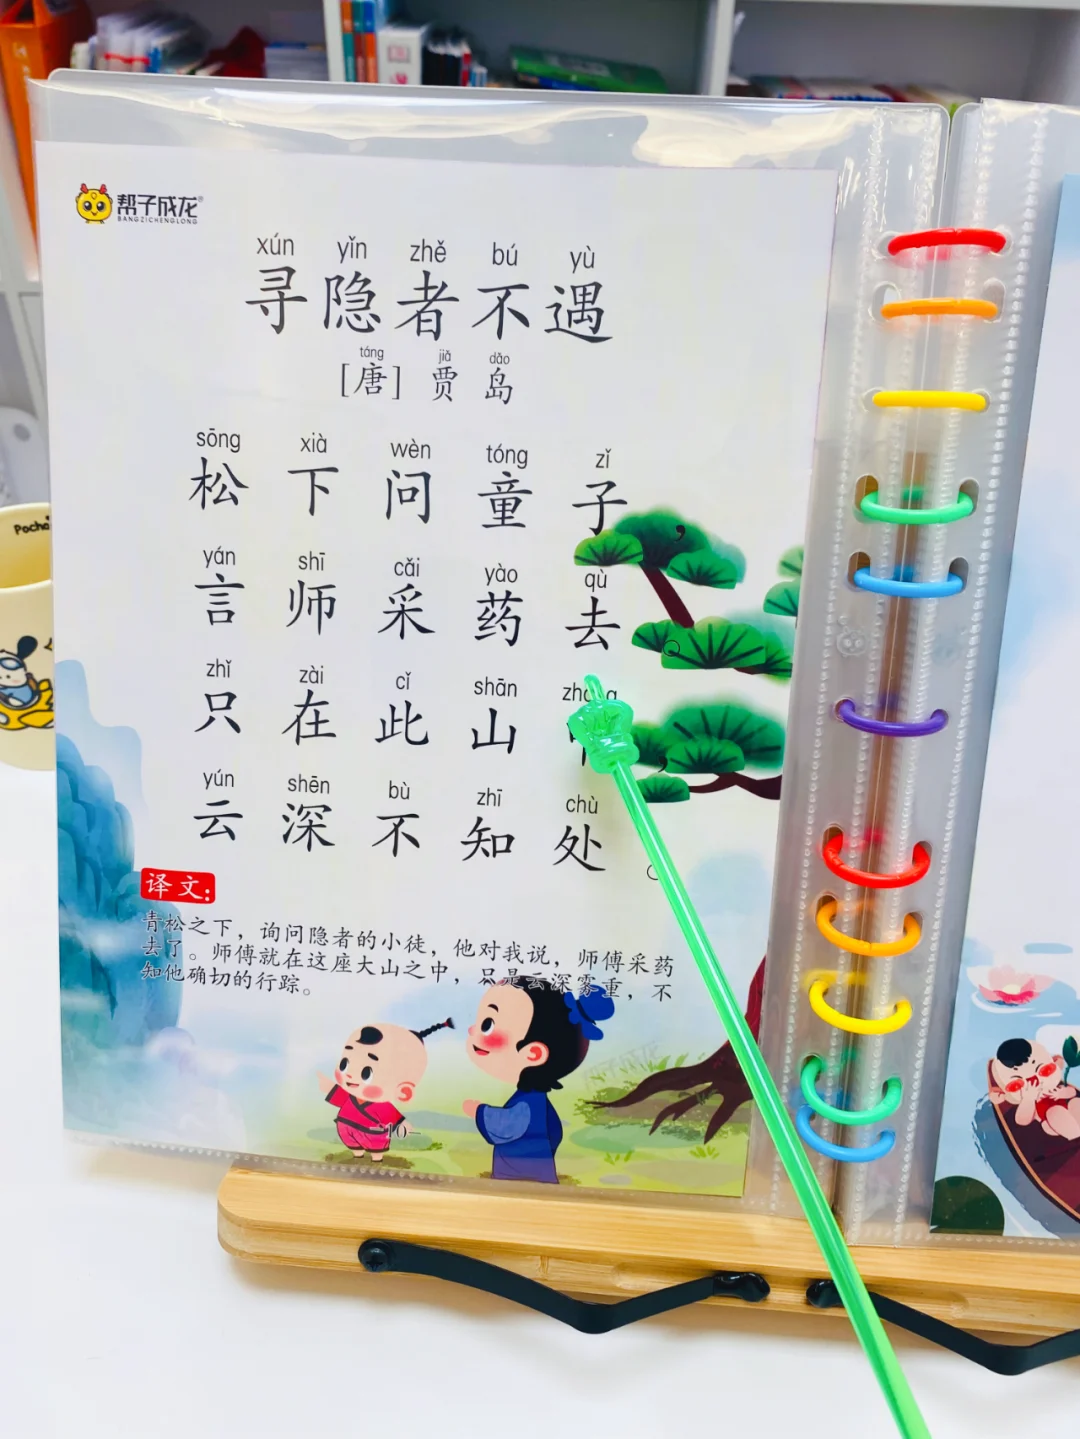 帮子成龙®
BANGZICHENGLONG
xún yǐn zhě bú yù
寻隐者不遇
táng jiǎ dǎo
[唐] 贾岛
sōng xià wèn tóng zǐ
松下问童子，
yán shī cǎi yào qù
言师采药去。
zhǐ zài cǐ shān
只在此山
yún shēn bù zhī chù
云深不知处。
译文:
青松之下，询问隐者的小徒，他对我说，师傅采药
去了。师傅就在这座大山之中，只是云深雾重，不
知他确切的行踪。
-10-
Pocha